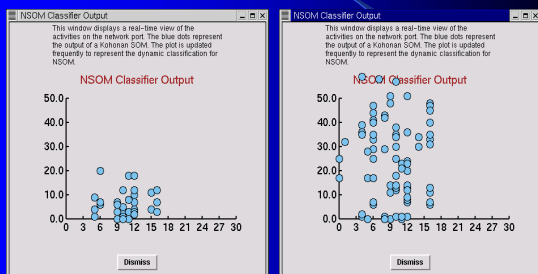 NSOM Classifier Output
This window displays a real-time view of the
activities on the network port. The blue dots represent
the output of a Kohonan SOM. The plot is updated
frequently to represent the dynamic classification for
NSOM.
NSOM Classifier Output
50.0
40.0
30.0
20.0
10.0
0.0
0 3 6 9 12 15 18 21 24 27 30
Dismiss
NSOM Classifier Output
This window displays a real-time view of the
activities on the network port. The blue dots represent
the output of a Kohonan SOM. The plot is updated
frequently to represent the dynamic classification for
NSOM.
NSOM Classifier Output
50.0
40.0
30.0
20.0
10.0
0.0
0 3 6 9 12 15 18 21 24 27 30
Dismiss